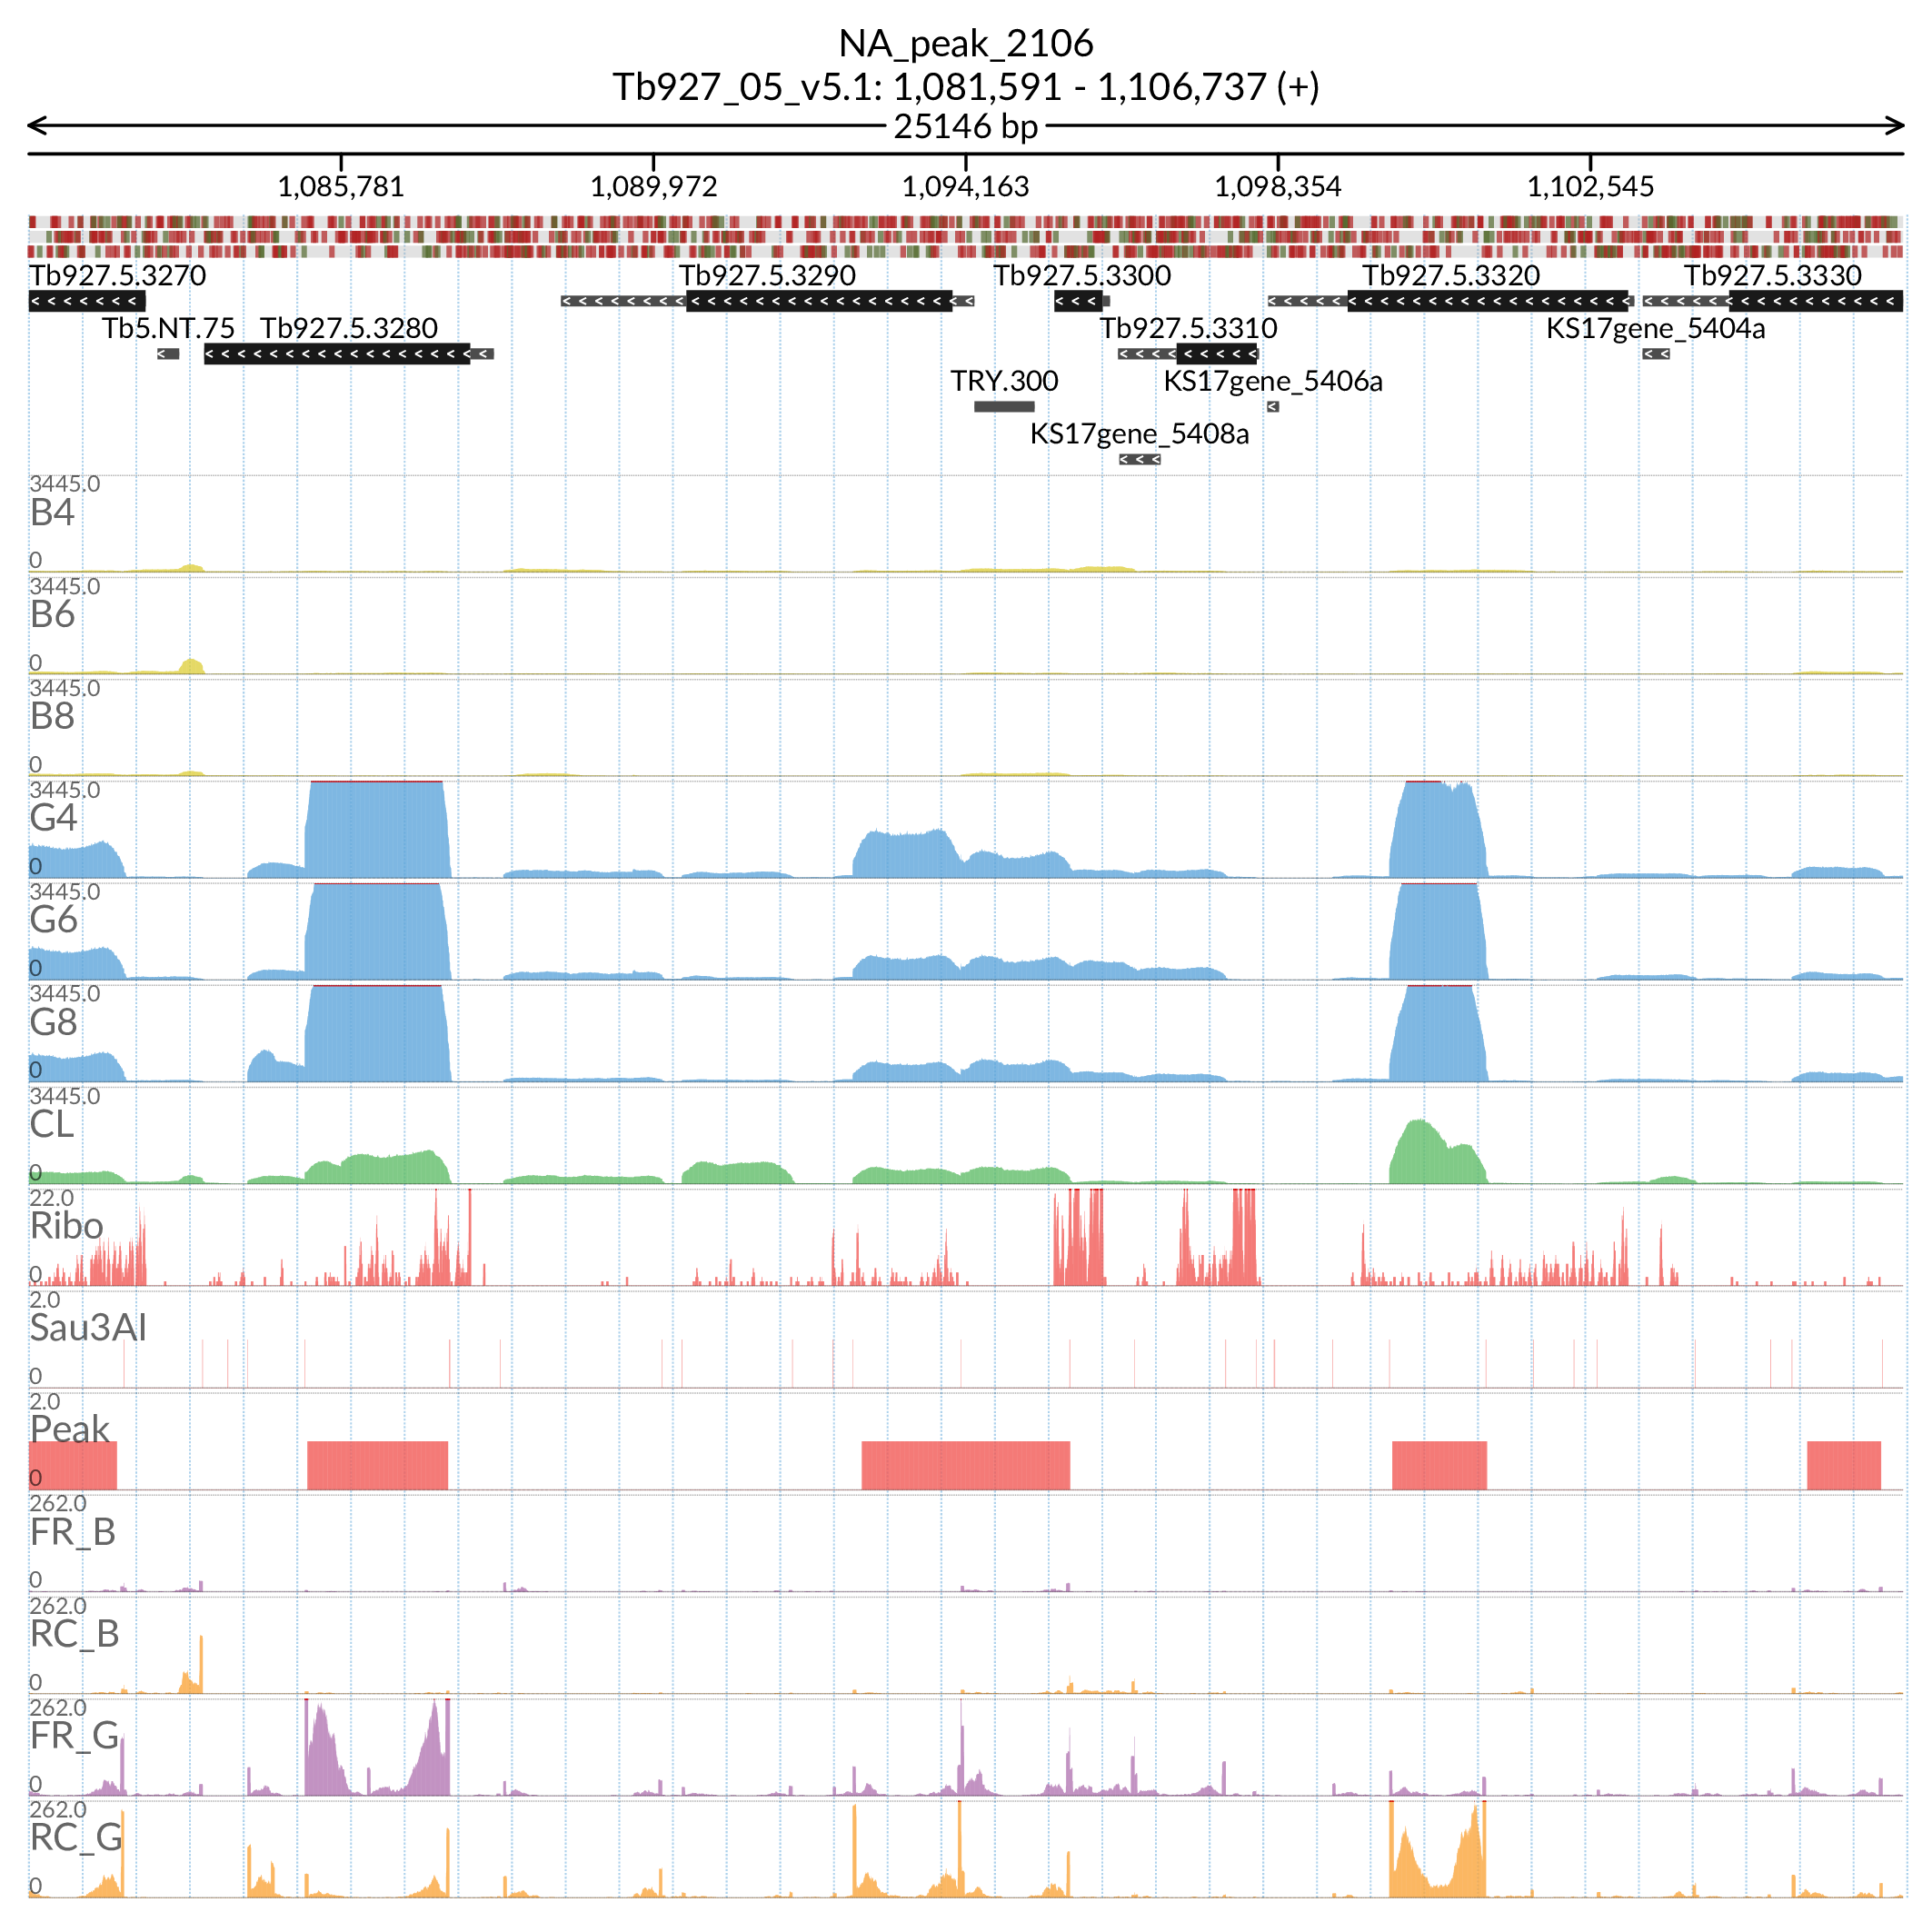 NA_peak_2106
Tb927_05_v5.1: 1,081,591 - 1,106,737 (+)
25146 bp
1,085,781 1,089,972 1,094,163 1,098,354 1,102,545
Tb927.5.3270 Tb927.5.3290 Tb927.5.3300 Tb927.5.3320 Tb927.5.3330
Tb5.NT.75 Tb927.5.3280 Tb927.5.3310 KS17gene_5404a
TRY.300 KS17gene_5406a
KS17gene_5408a
3445.0
B4
0
3445.0
B6
0
3445.0
B8
0
3445.0
G4
0
3445.0
G6
0
3445.0
G8
0
3445.0
CL
0
22.0
Ribo
0
2.0
Sau3AI
0
2.0
Peak
0
262.0
FR_B
0
262.0
RC_B
0
262.0
FR_G
0
262.0
RC_G
0